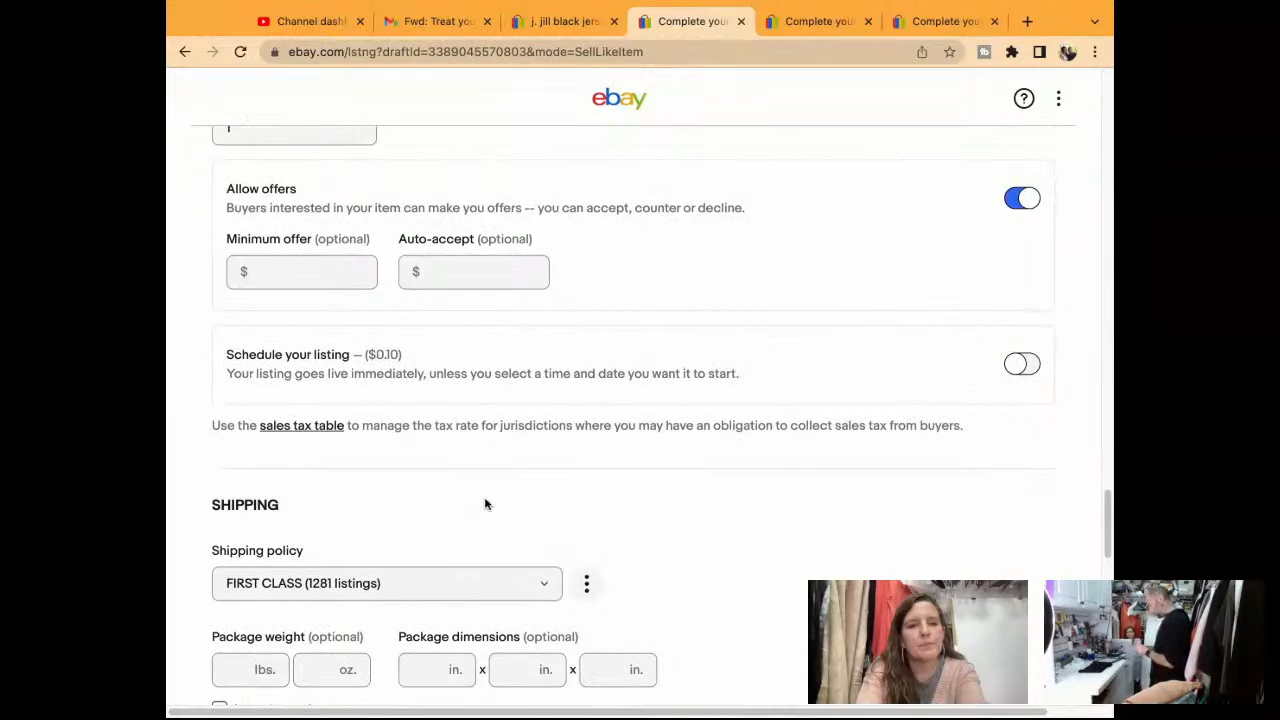 Channel dash
Fwd: Treat you
j. jill black jers
Complete your
Complete you
Complete you
ebay.com/lstng?draftId=3389045570803&mode=SellLikeItem
ebay
Allow offers
Buyers interested in your item can make you offers -- you can accept, counter or decline.
Minimum offer (optional) Auto-accept (optional)
$ $
Schedule your listing – ($0.10)
Your listing goes live immediately, unless you select a time and date you want it to start.
Use the sales tax table to manage the tax rate for jurisdictions where you may have an obligation to collect sales tax from buyers.
SHIPPING
Shipping policy
FIRST CLASS (1281 listings)
Package weight (optional) Package dimensions (optional)
lbs. oz. in. x in. x in.